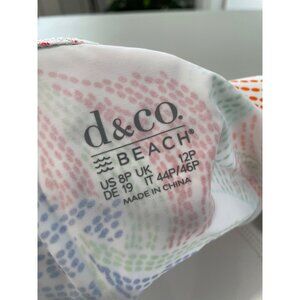 d&co.
BEACH®
US 8P UK 12P
DE 19 IT 44P/46P
MADE IN CHINA